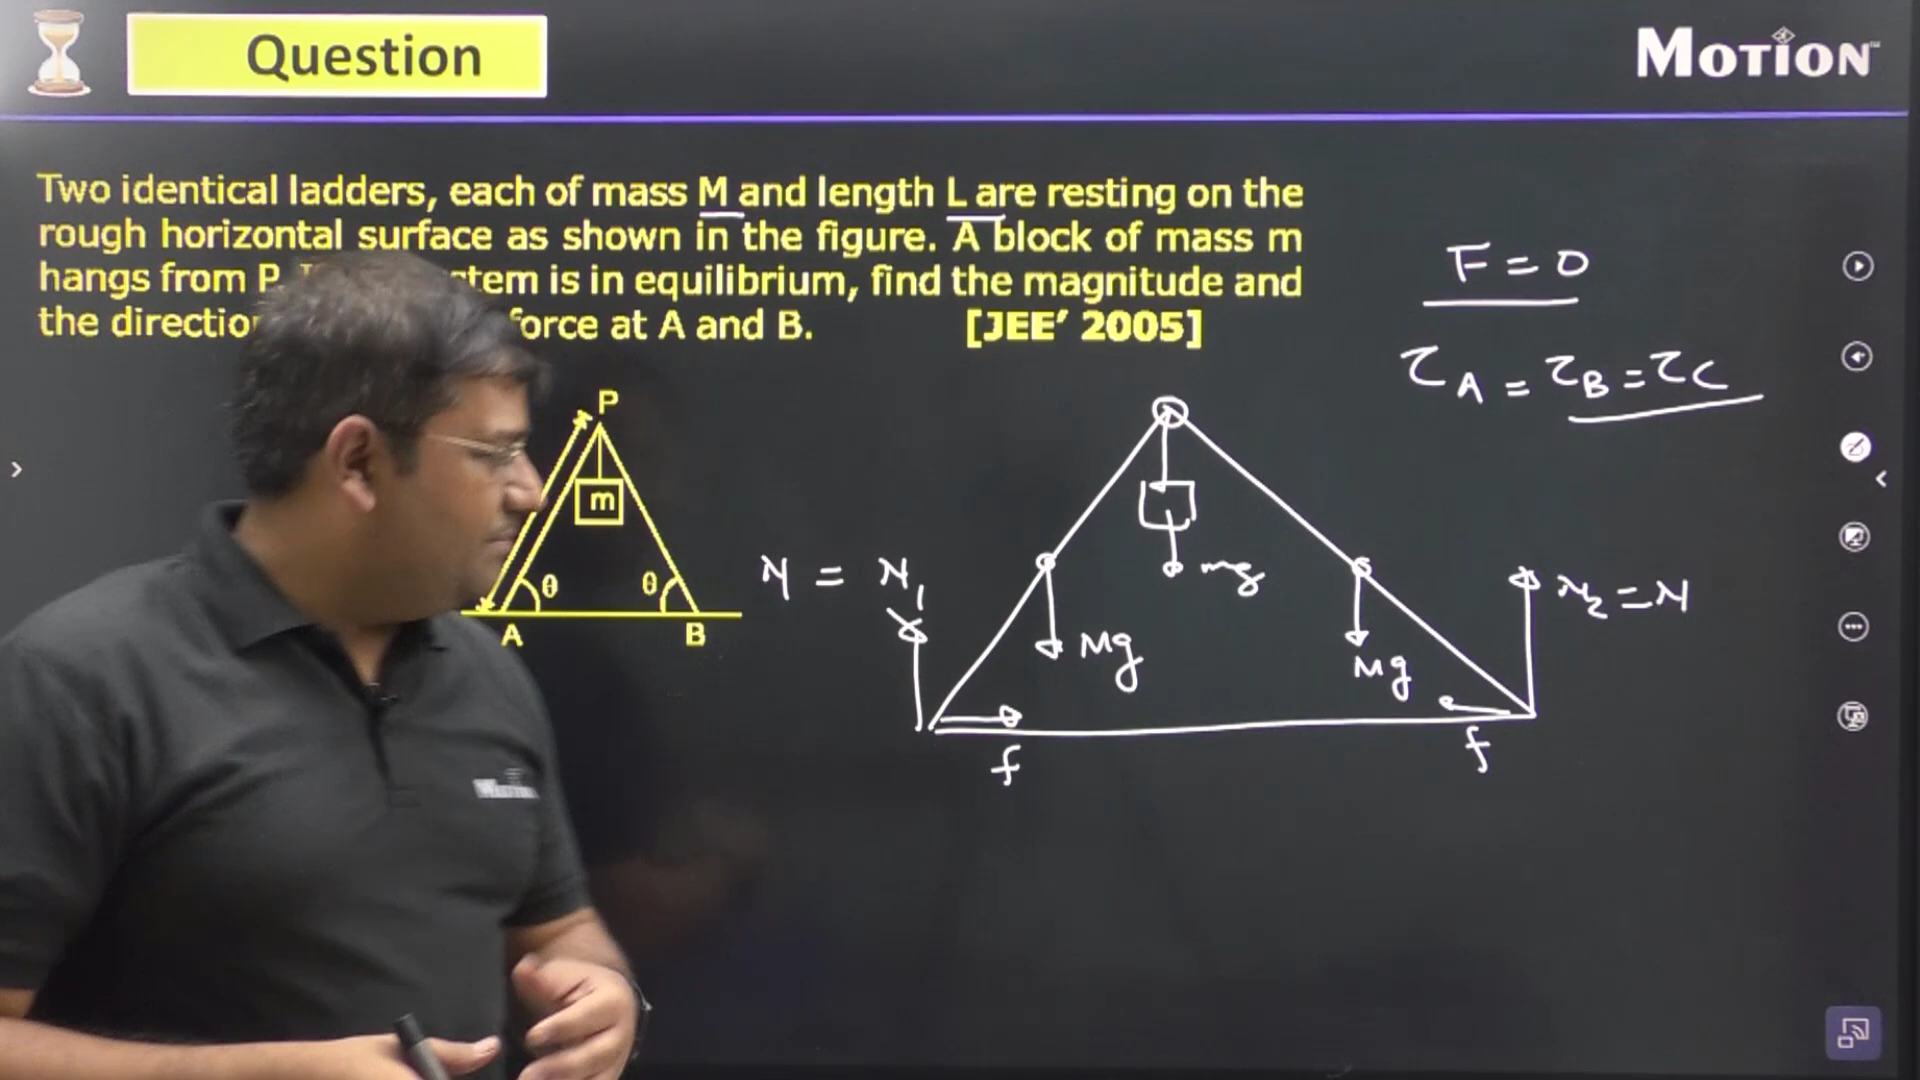 Question
MOTION
Two identical ladders, each of mass M and length L are resting on the
rough horizontal surface as shown in the figure. A block of mass m
hangs from P. system is in equilibrium, find the magnitude and
the direction force at A and B. [JEE' 2005]
F = 0
τA = τB = τC
P
m
θ θ
A B
N = N1
mg
N2 = N
Mg
Mg
f
f